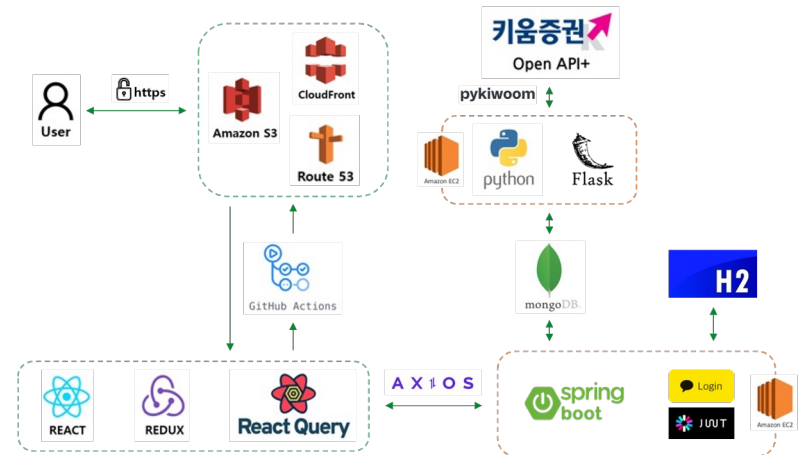 키움증권
Open API+
pykiwoom
https
User
Amazon S3
CloudFront
Route 53
Amazon EC2
python
Flask
GitHub Actions
mongoDB.
H2
REACT
REDUX
React Query
AXIOS
spring
boot
Login
JWT
Amazon EC2